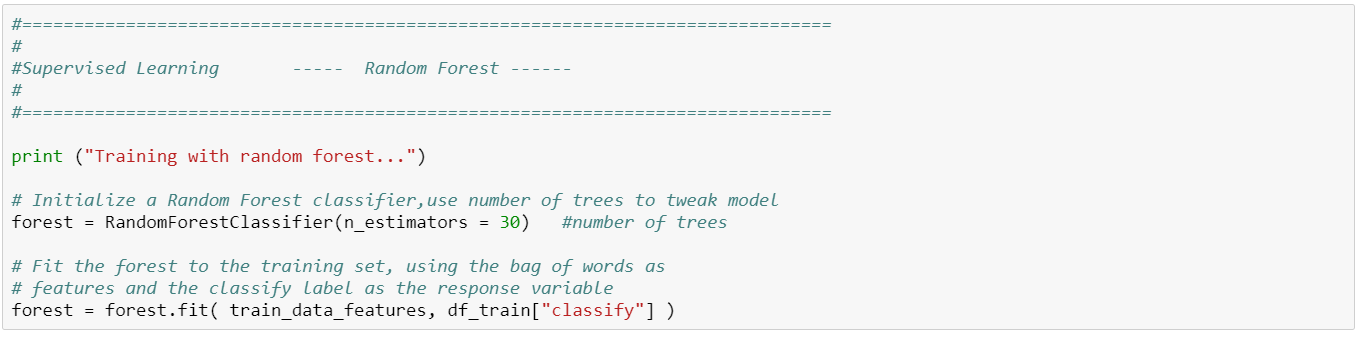 #==============================================================================
#
#Supervised Learning       -----  Random Forest ------
#
#==============================================================================
print ("Training with random forest...")
# Initialize a Random Forest classifier,use number of trees to tweak model
forest = RandomForestClassifier(n_estimators = 30)   #number of trees
# Fit the forest to the training set, using the bag of words as
# features and the classify label as the response variable
forest = forest.fit( train_data_features, df_train["classify"] )